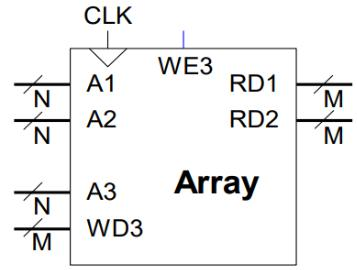 CLK
WE3
A1 RD1
N M
A2 RD2
N M
Array
A3
N
WD3
M